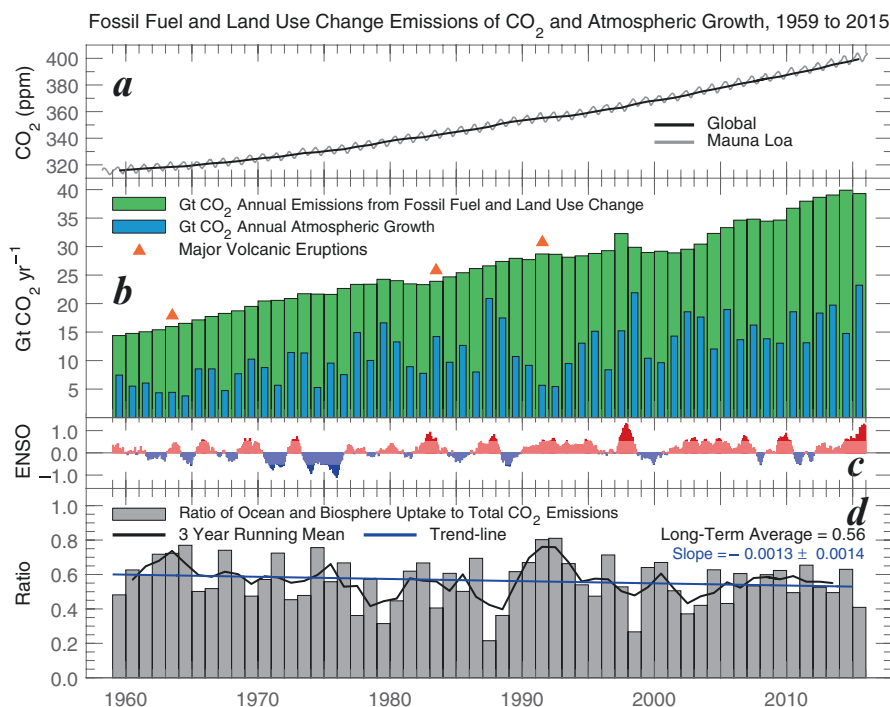 Fossil Fuel and Land Use Change Emissions of CO₂ and Atmospheric Growth, 1959 to 2015
400
380
360
340
320
CO₂ (ppm)
a
Global
Mauna Loa
40
35
30
25
20
15
10
5
Gt CO₂ yr⁻¹
Gt CO₂ Annual Emissions from Fossil Fuel and Land Use Change
Gt CO₂ Annual Atmospheric Growth
Major Volcanic Eruptions
b
1.0
0.0
–1.0
ENSO
c
1.0
0.8
0.6
0.4
0.2
0.0
Ratio
Ratio of Ocean and Biosphere Uptake to Total CO₂ Emissions
d
3 Year Running Mean
Trend-line
Long-Term Average = 0.56
Slope = – 0.0013 ± 0.0014
1960 1970 1980 1990 2000 2010